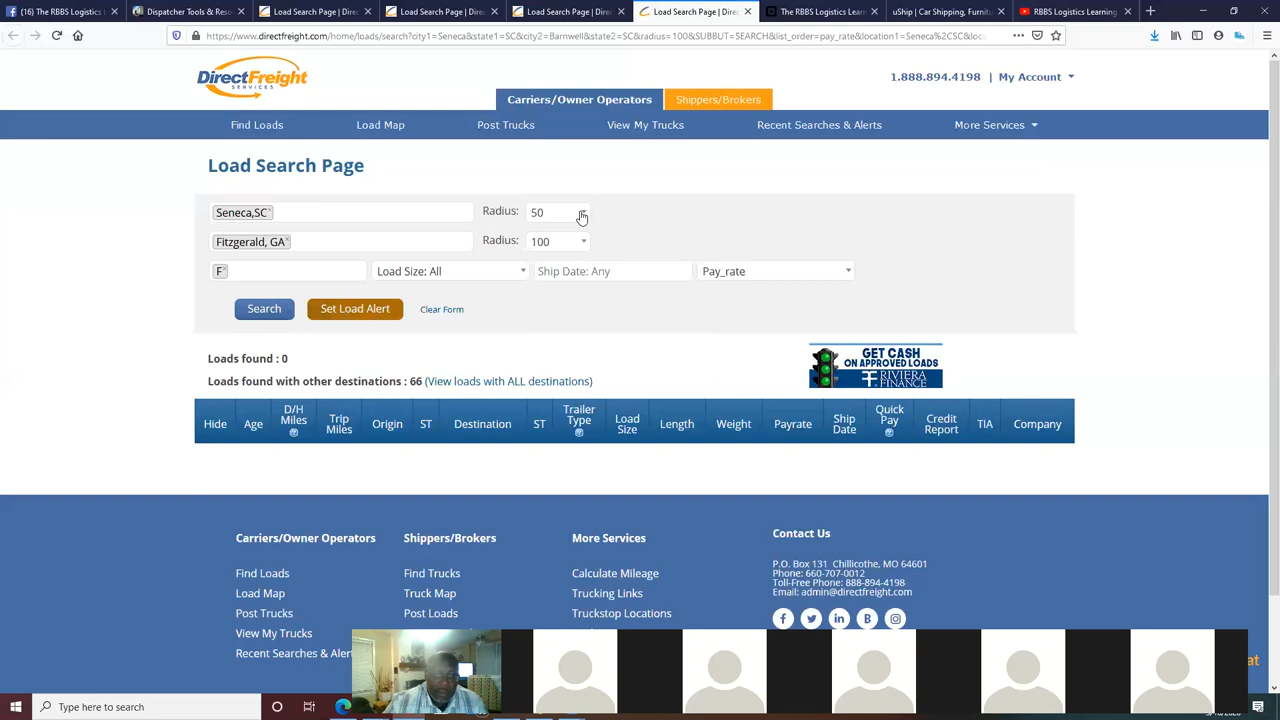 (16) The RBBS Logistics L
Dispatcher Tools & Reso
Load Search Page | Direc
Load Search Page | Direc
Load Search Page | Direc
Load Search Page | Direc
The RBBS Logistics Learn
uShip | Car Shipping, Furnitu
RBBS Logistics Learning
https://www.directfreight.com/home/loads/search?city1=Seneca&state1=SC&city2=Barnwell&state2=SC&radius=100&SUBBUT=SEARCH&list_order=pay_rate&location1=Seneca%2CSC&loc
DirectFreight
SERVICES
1.888.894.4198 | My Account
Carriers/Owner Operators
Shippers/Brokers
Find Loads
Load Map
Post Trucks
View My Trucks
Recent Searches & Alerts
More Services
Load Search Page
Seneca,SC
Radius: 50
Fitzgerald, GA
Radius: 100
F
Load Size: All
Ship Date: Any
Pay_rate
Search
Set Load Alert
Clear Form
Loads found : 0
Loads found with other destinations : 66 (View loads with ALL destinations)
GET CASH
ON APPROVED LOADS
RIVIERA
FINANCE
Hide
Age
D/H Miles
Trip Miles
Origin
ST
Destination
ST
Trailer Type
Load Size
Length
Weight
Payrate
Ship Date
Quick Pay
Credit Report
TIA
Company
Carriers/Owner Operators
Find Loads
Load Map
Post Trucks
View My Trucks
Recent Searches & Alert
Shippers/Brokers
Find Trucks
Truck Map
Post Loads
More Services
Calculate Mileage
Trucking Links
Truckstop Locations
Contact Us
P.O. Box 131 Chillicothe, MO 64601
Phone: 660-707-0012
Toll-Free Phone: 888-894-4198
Email: admin@directfreight.com
at
Type here to search